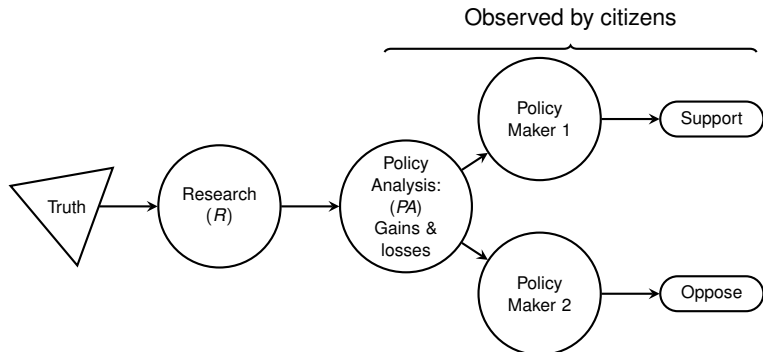 Observed by citizens
Truth
Research
(R)
Policy
Analysis:
(PA)
Gains &
losses
Policy
Maker 1
Support
Policy
Maker 2
Oppose